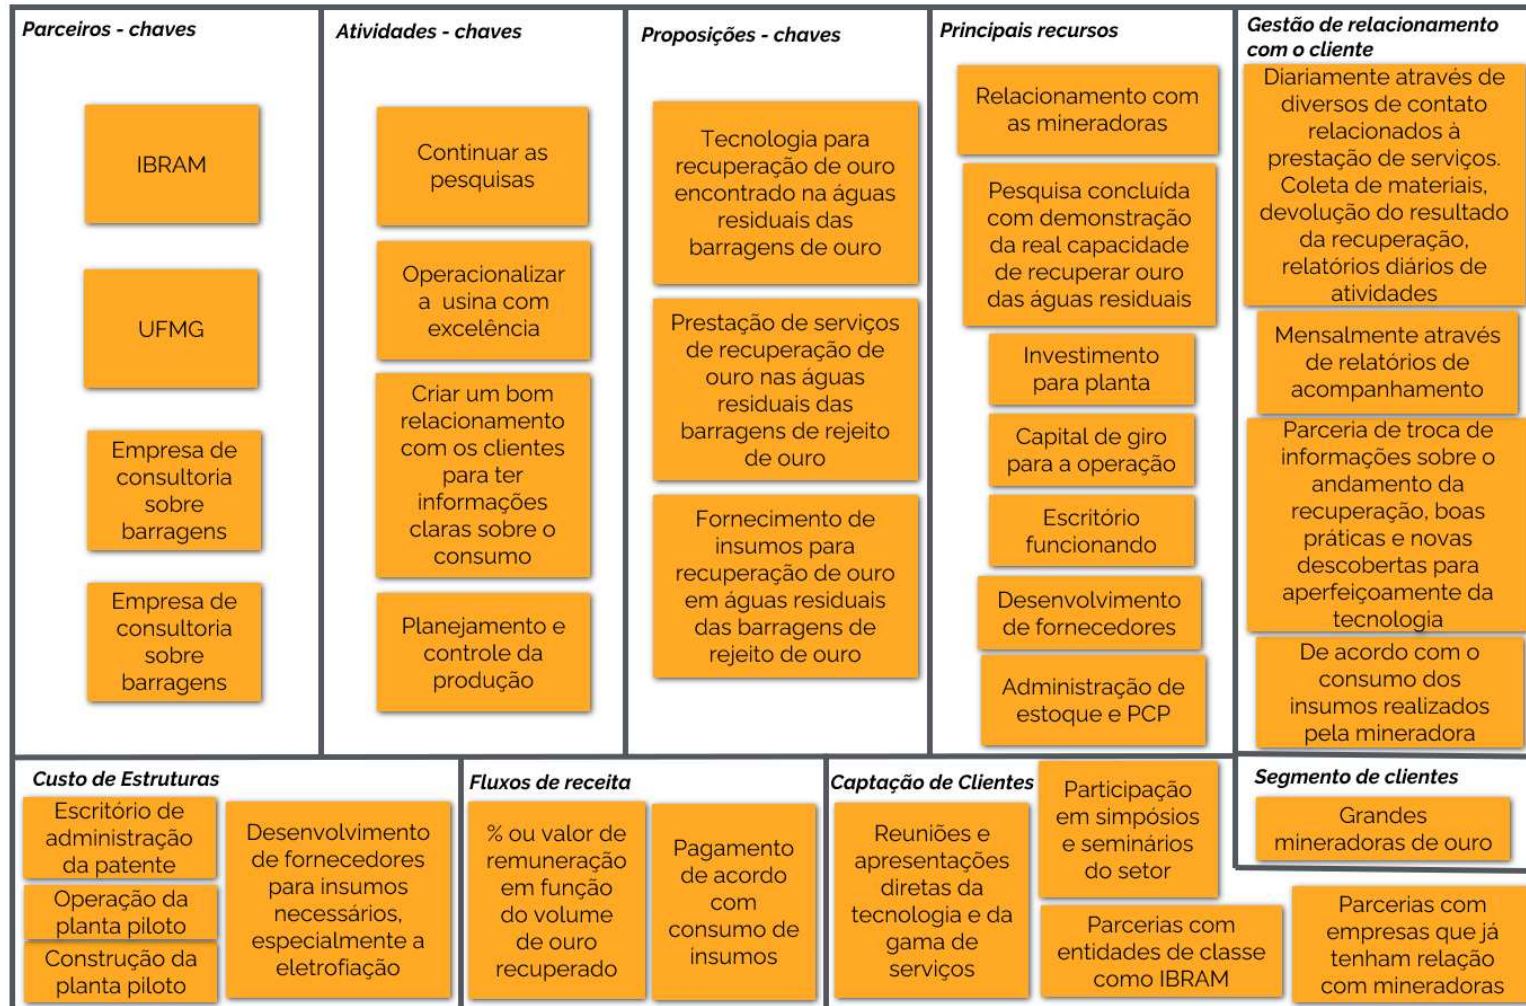 Parceiros - chaves
IBRAM
UFMG
Empresa de
consultoria
sobre
barragens
Empresa de
consultoria
sobre
barragens
Atividades - chaves
Continuar as
pesquisas
Operacionalizar
a usina com
excelência
Criar um bom
relacionamento
com os clientes
para ter
informações
claras sobre o
consumo
Planejamento e
controle da
produção
Proposições - chaves
Tecnologia para
recuperação de ouro
encontrado na águas
residuais das
barragens de ouro
Prestação de serviços
de recuperação de
ouro nas águas
residuais das
barragens de rejeito
de ouro
Fornecimento de
insumos para
recuperação de ouro
em águas residuais
das barragens de
rejeito de ouro
Principais recursos
Relacionamento com
as mineradoras
Pesquisa concluída
com demonstração
da real capacidade
de recuperar ouro
das águas residuais
Investimento
para planta
Capital de giro
para a operação
Escritório
funcionando
Desenvolvimento
de fornecedores
Administração de
estoque e PCP
Gestão de relacionamento
com o cliente
Diariamente através de
diversos de contato
relacionados à
prestação de serviços.
Coleta de materiais,
devolução do resultado
da recuperação,
relatórios diários de
atividades
Mensalmente através
de relatórios de
acompanhamento
Parceria de troca de
informações sobre o
andamento da
recuperação, boas
práticas e novas
descobertas para
aperfeiçoamente da
tecnologia
De acordo com o
consumo dos
insumos realizados
pela mineradora
Custo de Estruturas
Escritório de
administração
da patente
Operação da
planta piloto
Construção da
planta piloto
Desenvolvimento
de fornecedores
para insumos
necessários,
especialmente a
eletrofiação
Fluxos de receita
% ou valor de
remuneração
em função
do volume
de ouro
recuperado
Pagamento
de acordo
com
consumo de
insumos
Captação de Clientes
Reuniões e
apresentações
diretas da
tecnologia e da
gama de
serviços
Participação
em simpósios
e seminários
do setor
Parcerias com
entidades de classe
como IBRAM
Parcerias com
empresas que já
tenham relação
com mineradoras
Segmento de clientes
Grandes
mineradoras de ouro